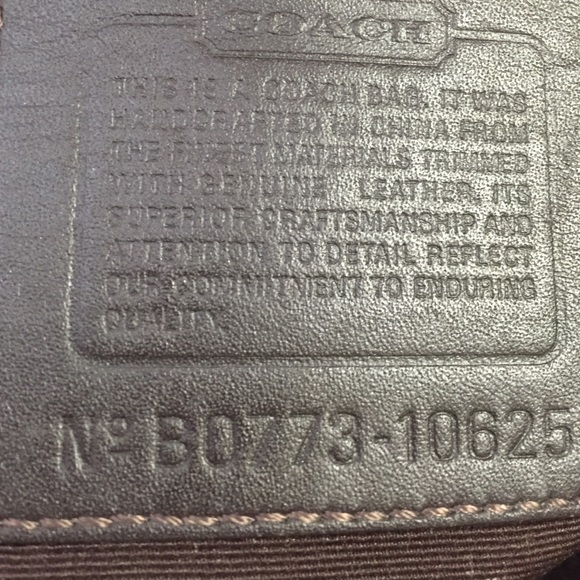 COACH
THIS IS A COACH BAG. IT WAS
HANDCRAFTED IN CHINA FROM
THE FINEST MATERIALS TRIMMED
WITH GENUINE LEATHER. ITS
SUPERIOR CRAFTSMANSHIP AND
ATTENTION TO DETAIL REFLECT
OUR COMMITMENT TO ENDURING
QUALITY.
Nº B0773-10625